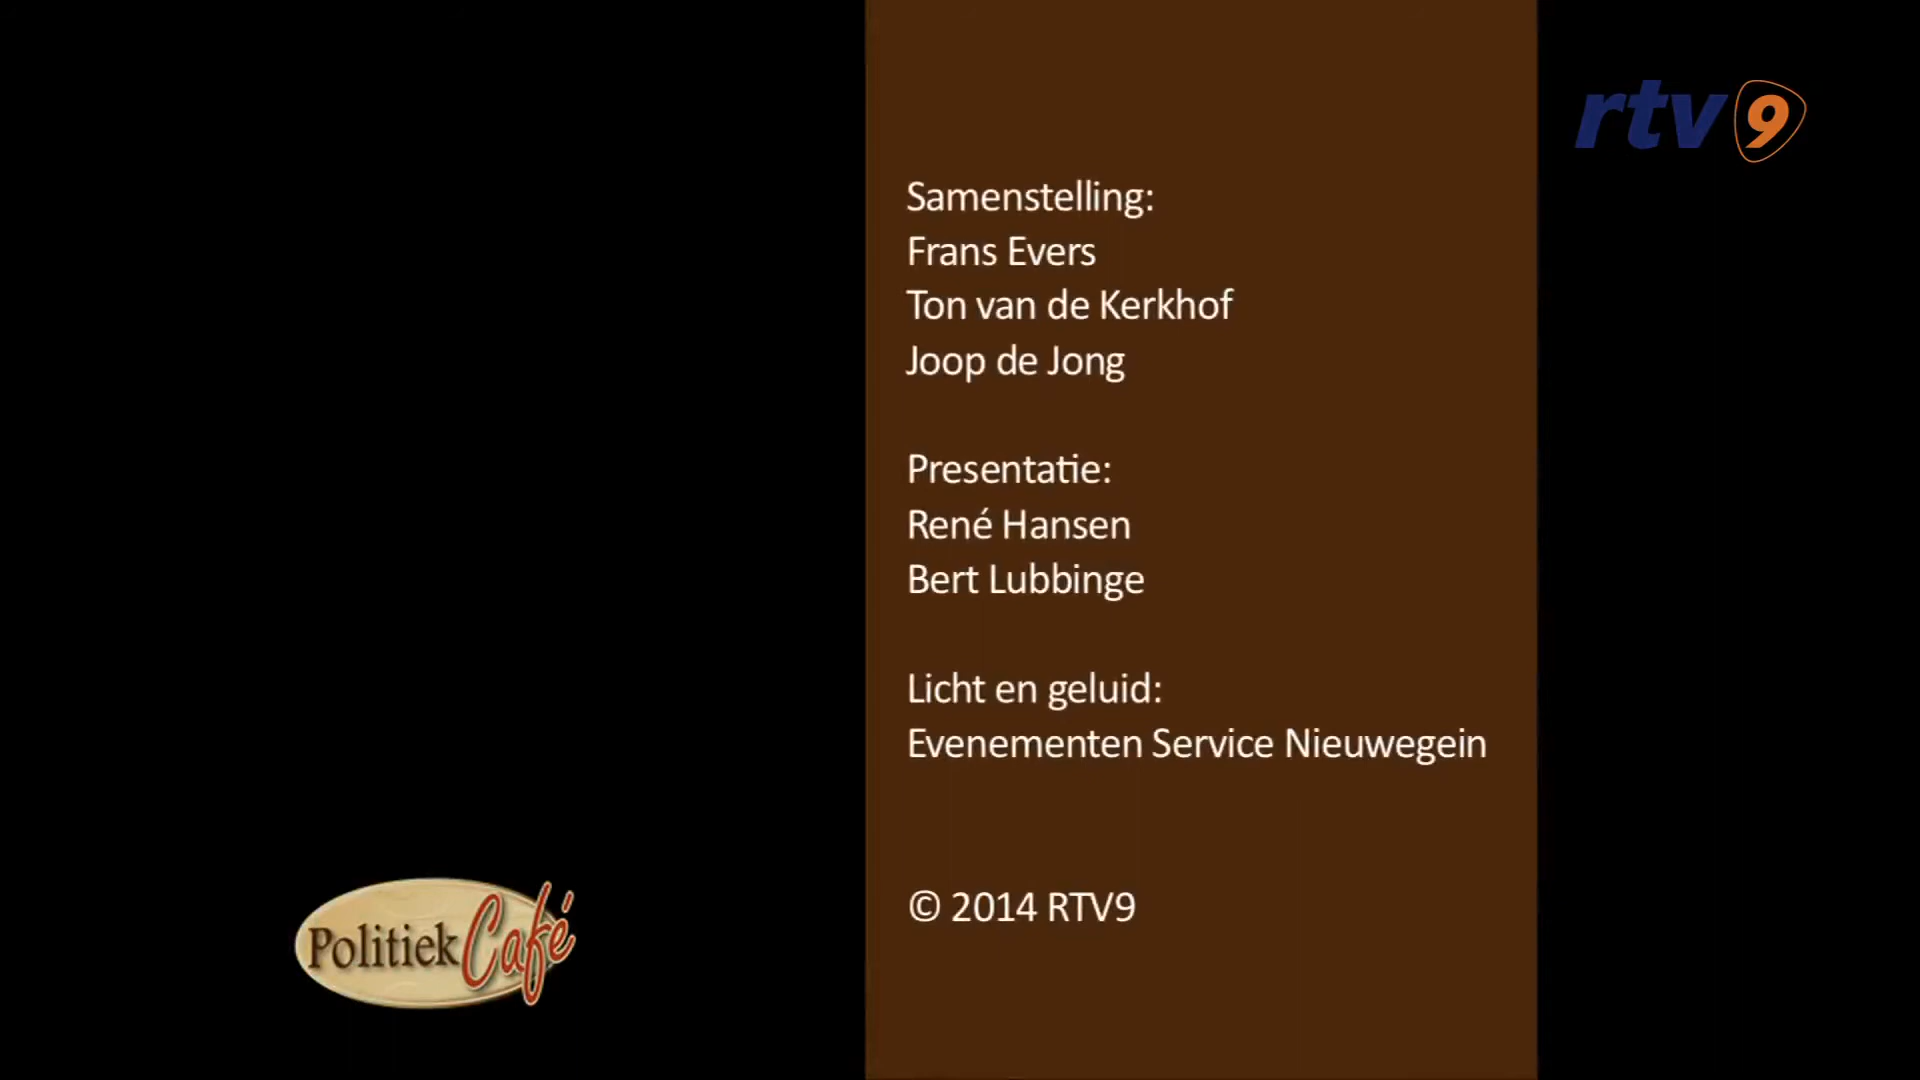 rtv9
Samenstelling:
Frans Evers
Ton van de Kerkhof
Joop de Jong
Presentatie:
René Hansen
Bert Lubbinge
Licht en geluid:
Evenementen Service Nieuwegein
© 2014 RTV9
Politiek Café